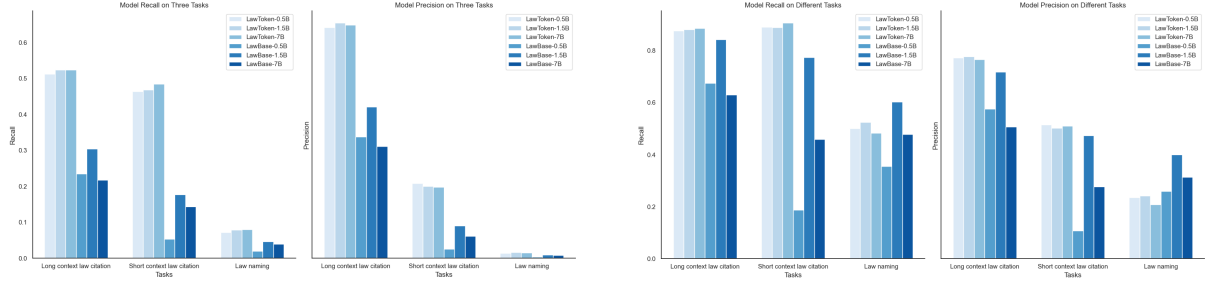 Model Recall on Three Tasks
LawToken-0.5B
LawToken-1.5B
LawToken-7B
LawBase-0.5B
LawBase-1.5B
LawBase-7B
0.6
0.5
0.4
0.3
0.2
0.1
0.0
Recall
Long context law citation
Short context law citation
Law naming
Tasks
Model Precision on Three Tasks
LawToken-0.5B
LawToken-1.5B
LawToken-7B
LawBase-0.5B
LawBase-1.5B
LawBase-7B
Precision
Long context law citation
Short context law citation
Law naming
Tasks
Model Recall on Different Tasks
LawToken-0.5B
LawToken-1.5B
LawToken-7B
LawBase-0.5B
LawBase-1.5B
LawBase-7B
0.8
0.6
0.4
0.2
0.0
Recall
Long context law citation
Short context law citation
Law naming
Tasks
Model Precision on Different Tasks
LawToken-0.5B
LawToken-1.5B
LawToken-7B
LawBase-0.5B
LawBase-1.5B
LawBase-7B
Precision
Long context law citation
Short context law citation
Law naming
Tasks